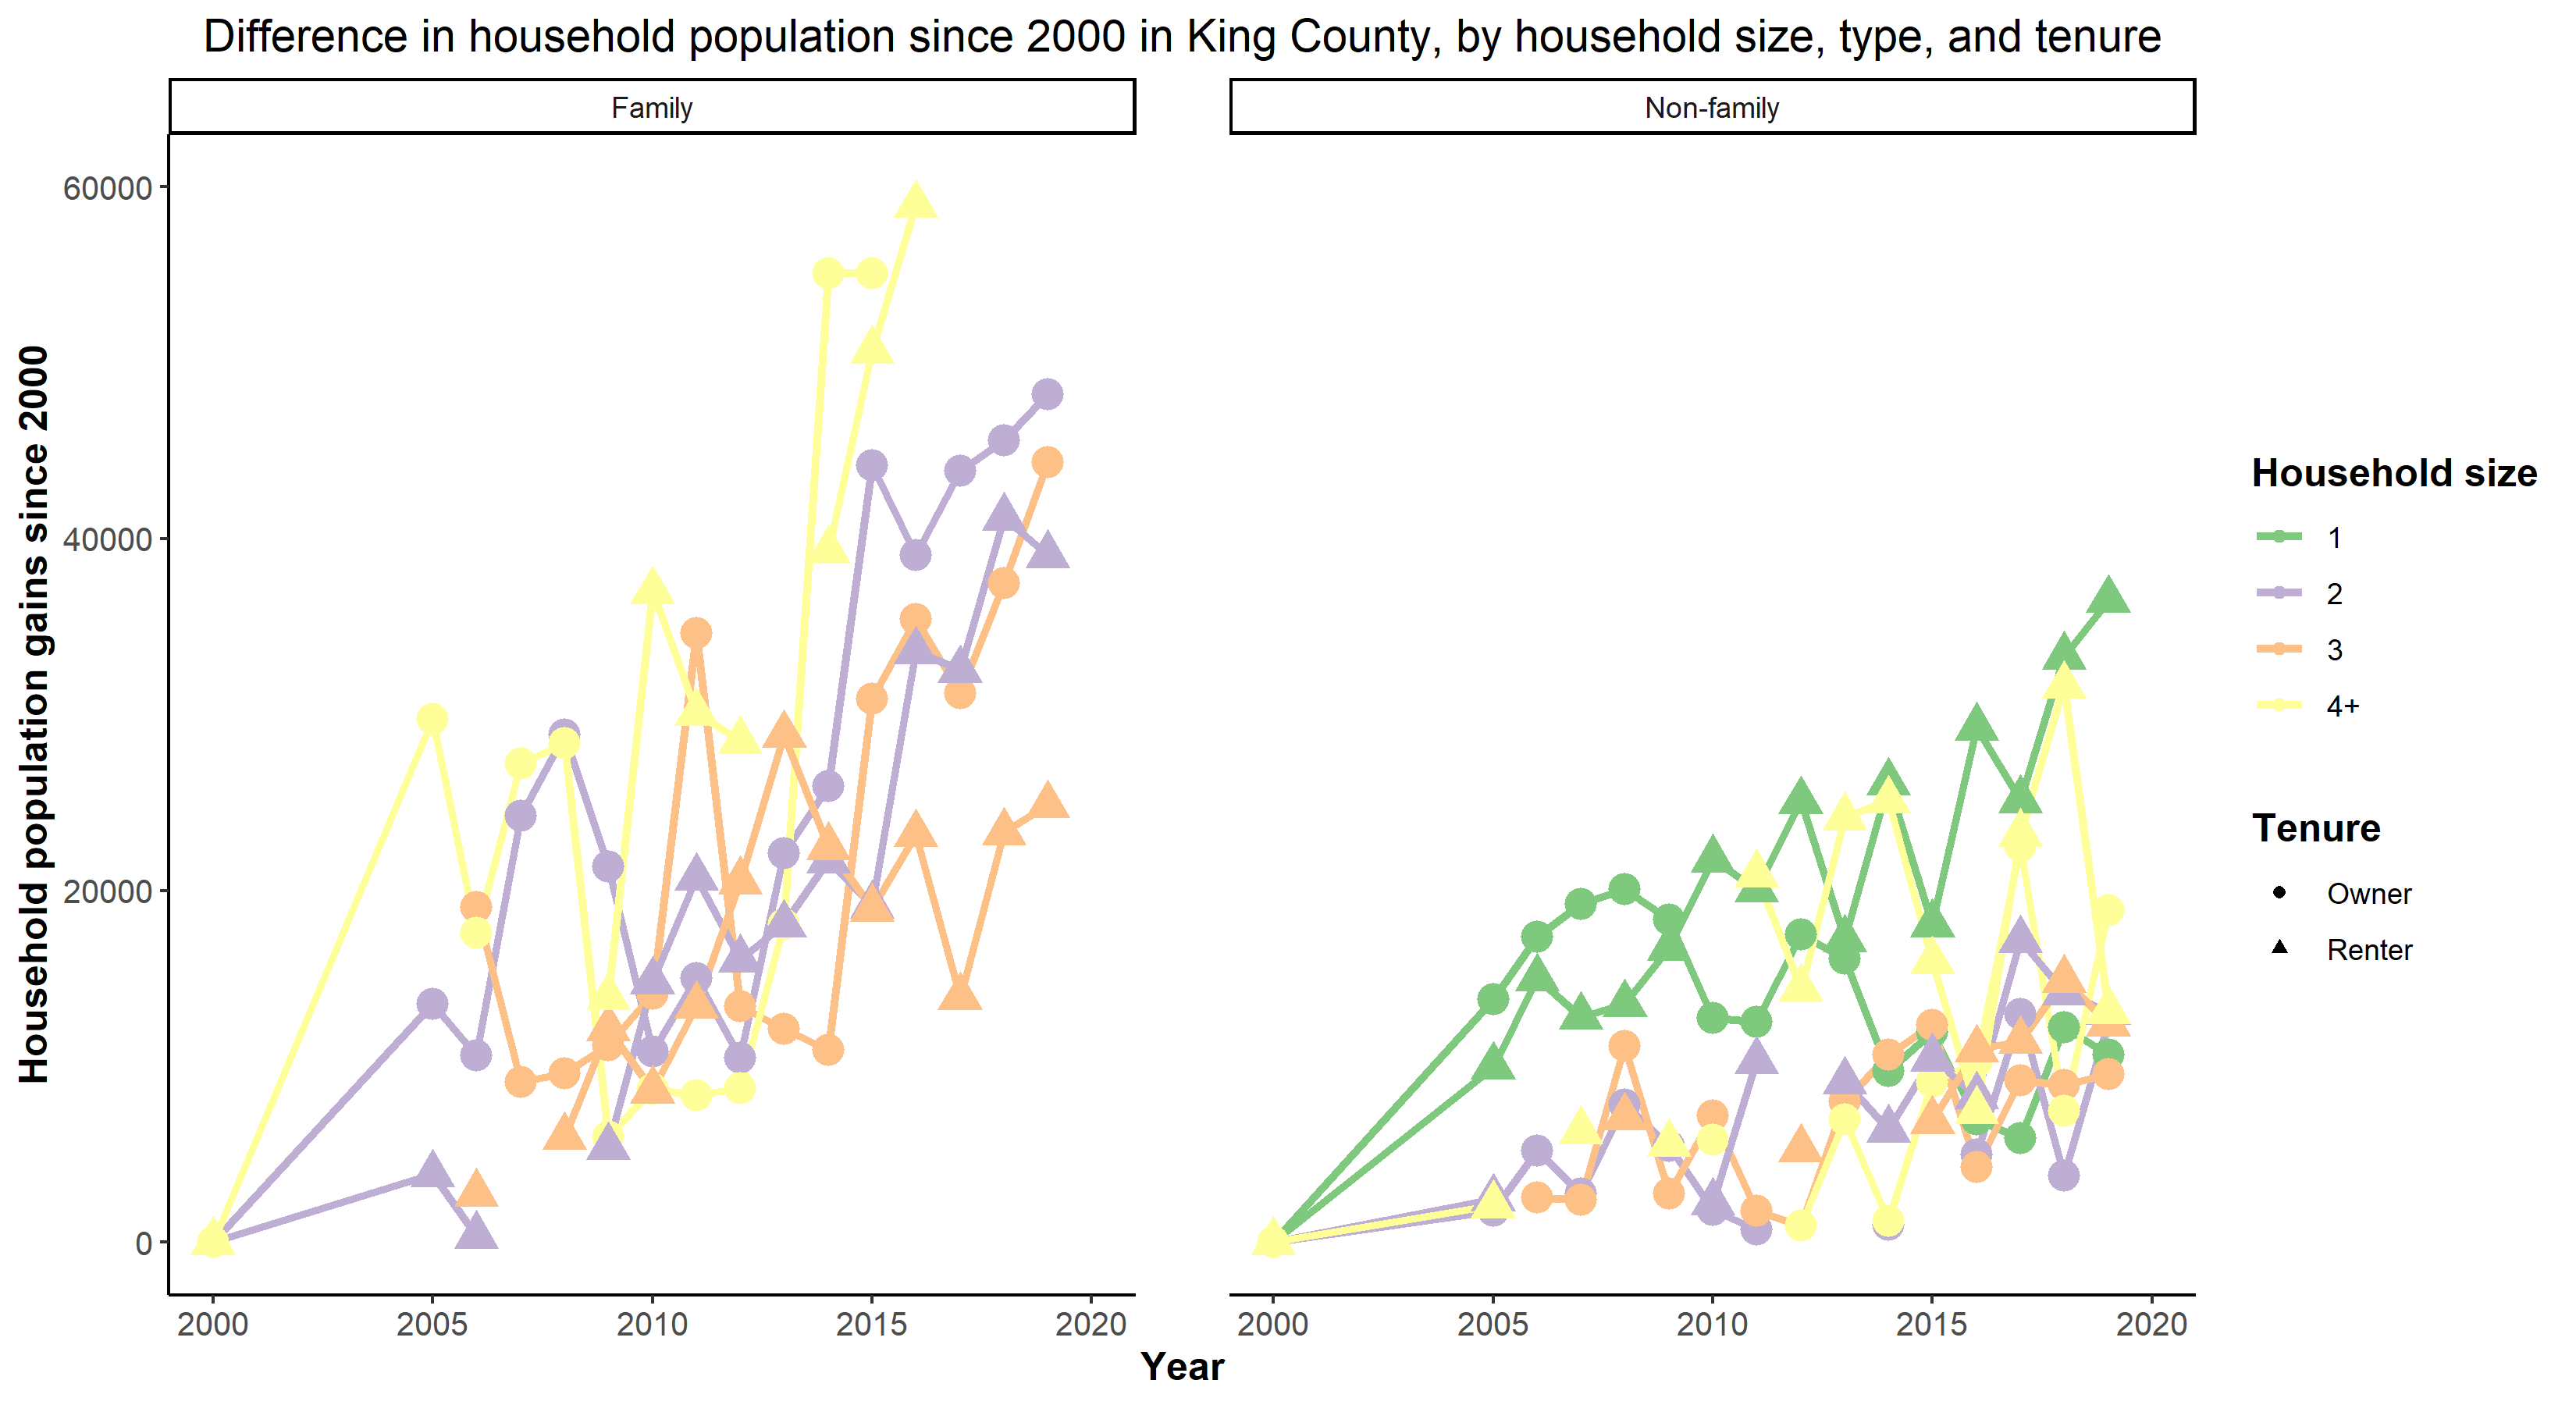 Difference in household population since 2000 in King County, by household size, type, and tenure
Family
Non-family
Household population gains since 2000
60000
40000
20000
0
2000 2005 2010 2015 2020
2000 2005 2010 2015 2020
Year
Household size
1
2
3
4+
Tenure
Owner
Renter